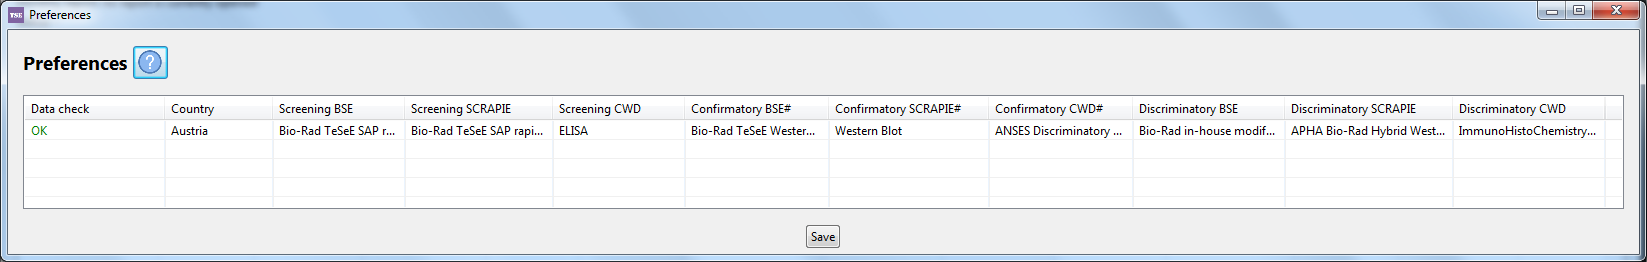 TSE Preferences
Preferences ?
Data check Country Screening BSE Screening SCRAPIE Screening CWD Confirmatory BSE# Confirmatory SCRAPIE# Confirmatory CWD# Discriminatory BSE Discriminatory SCRAPIE Discriminatory CWD
OK Austria Bio-Rad TeSeE SAP r... Bio-Rad TeSeE SAP rapi... ELISA Bio-Rad TeSeE Wester... Western Blot ANSES Discriminatory ... Bio-Rad in-house modif... APHA Bio-Rad Hybrid West... ImmunoHistoChemistry...
Save